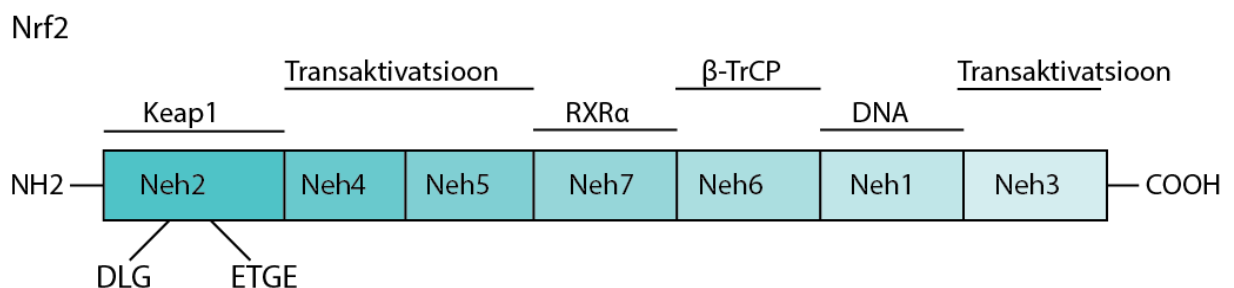 Nrf2
Transaktivatsioon β-TrCP Transaktivatsioon
Keap1 RXRα DNA
NH2 Neh2 Neh4 Neh5 Neh7 Neh6 Neh1 Neh3 COOH
DLG ETGE